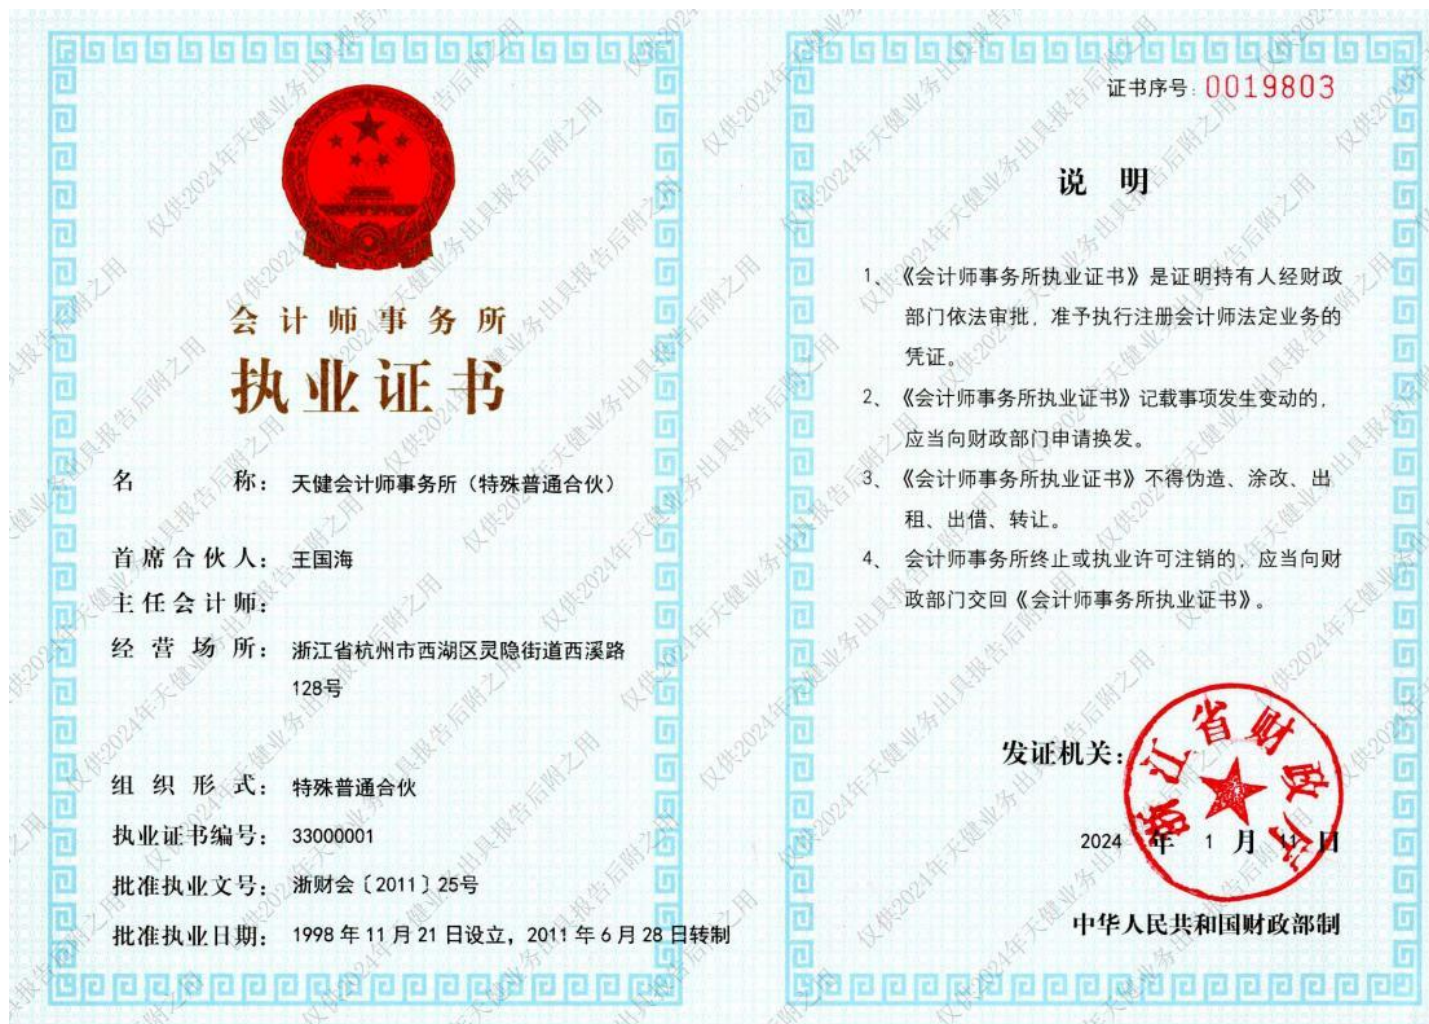 会计师事务所
执业证书
名称：天健会计师事务所（特殊普通合伙）
首席合伙人：王国海
主任会计师：
经营场所：浙江省杭州市西湖区灵隐街道西溪路
128号
组织形式：特殊普通合伙
执业证书编号：33000001
批准执业文号：浙财会〔2011〕25号
批准执业日期：1998年11月21日设立，2011年6月28日转制
证书序号：0019803
说明
1、《会计师事务所执业证书》是证明持有人经财政
部门依法审批，准予执行注册会计师法定业务的
凭证。
2、《会计师事务所执业证书》记载事项发生变动的，
应当向财政部门申请换发。
3、《会计师事务所执业证书》不得伪造、涂改、出
租、出借、转让。
4、会计师事务所终止或执业许可注销的，应当向财
政部门交回《会计师事务所执业证书》。
发证机关：
浙江省财政厅
2024年1月11日
中华人民共和国财政部制
仅供2024年天健业务出具报告后附之用